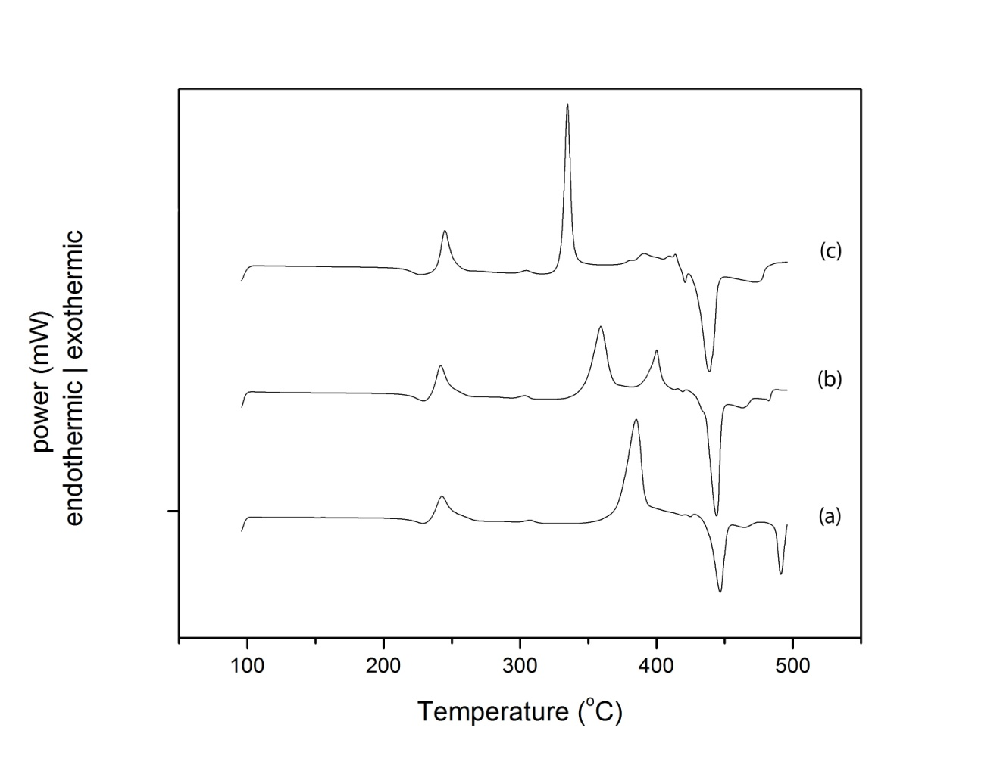 power (mW)
endothermic | exothermic
(c)
(b)
(a)
100 200 300 400 500
Temperature (°C)